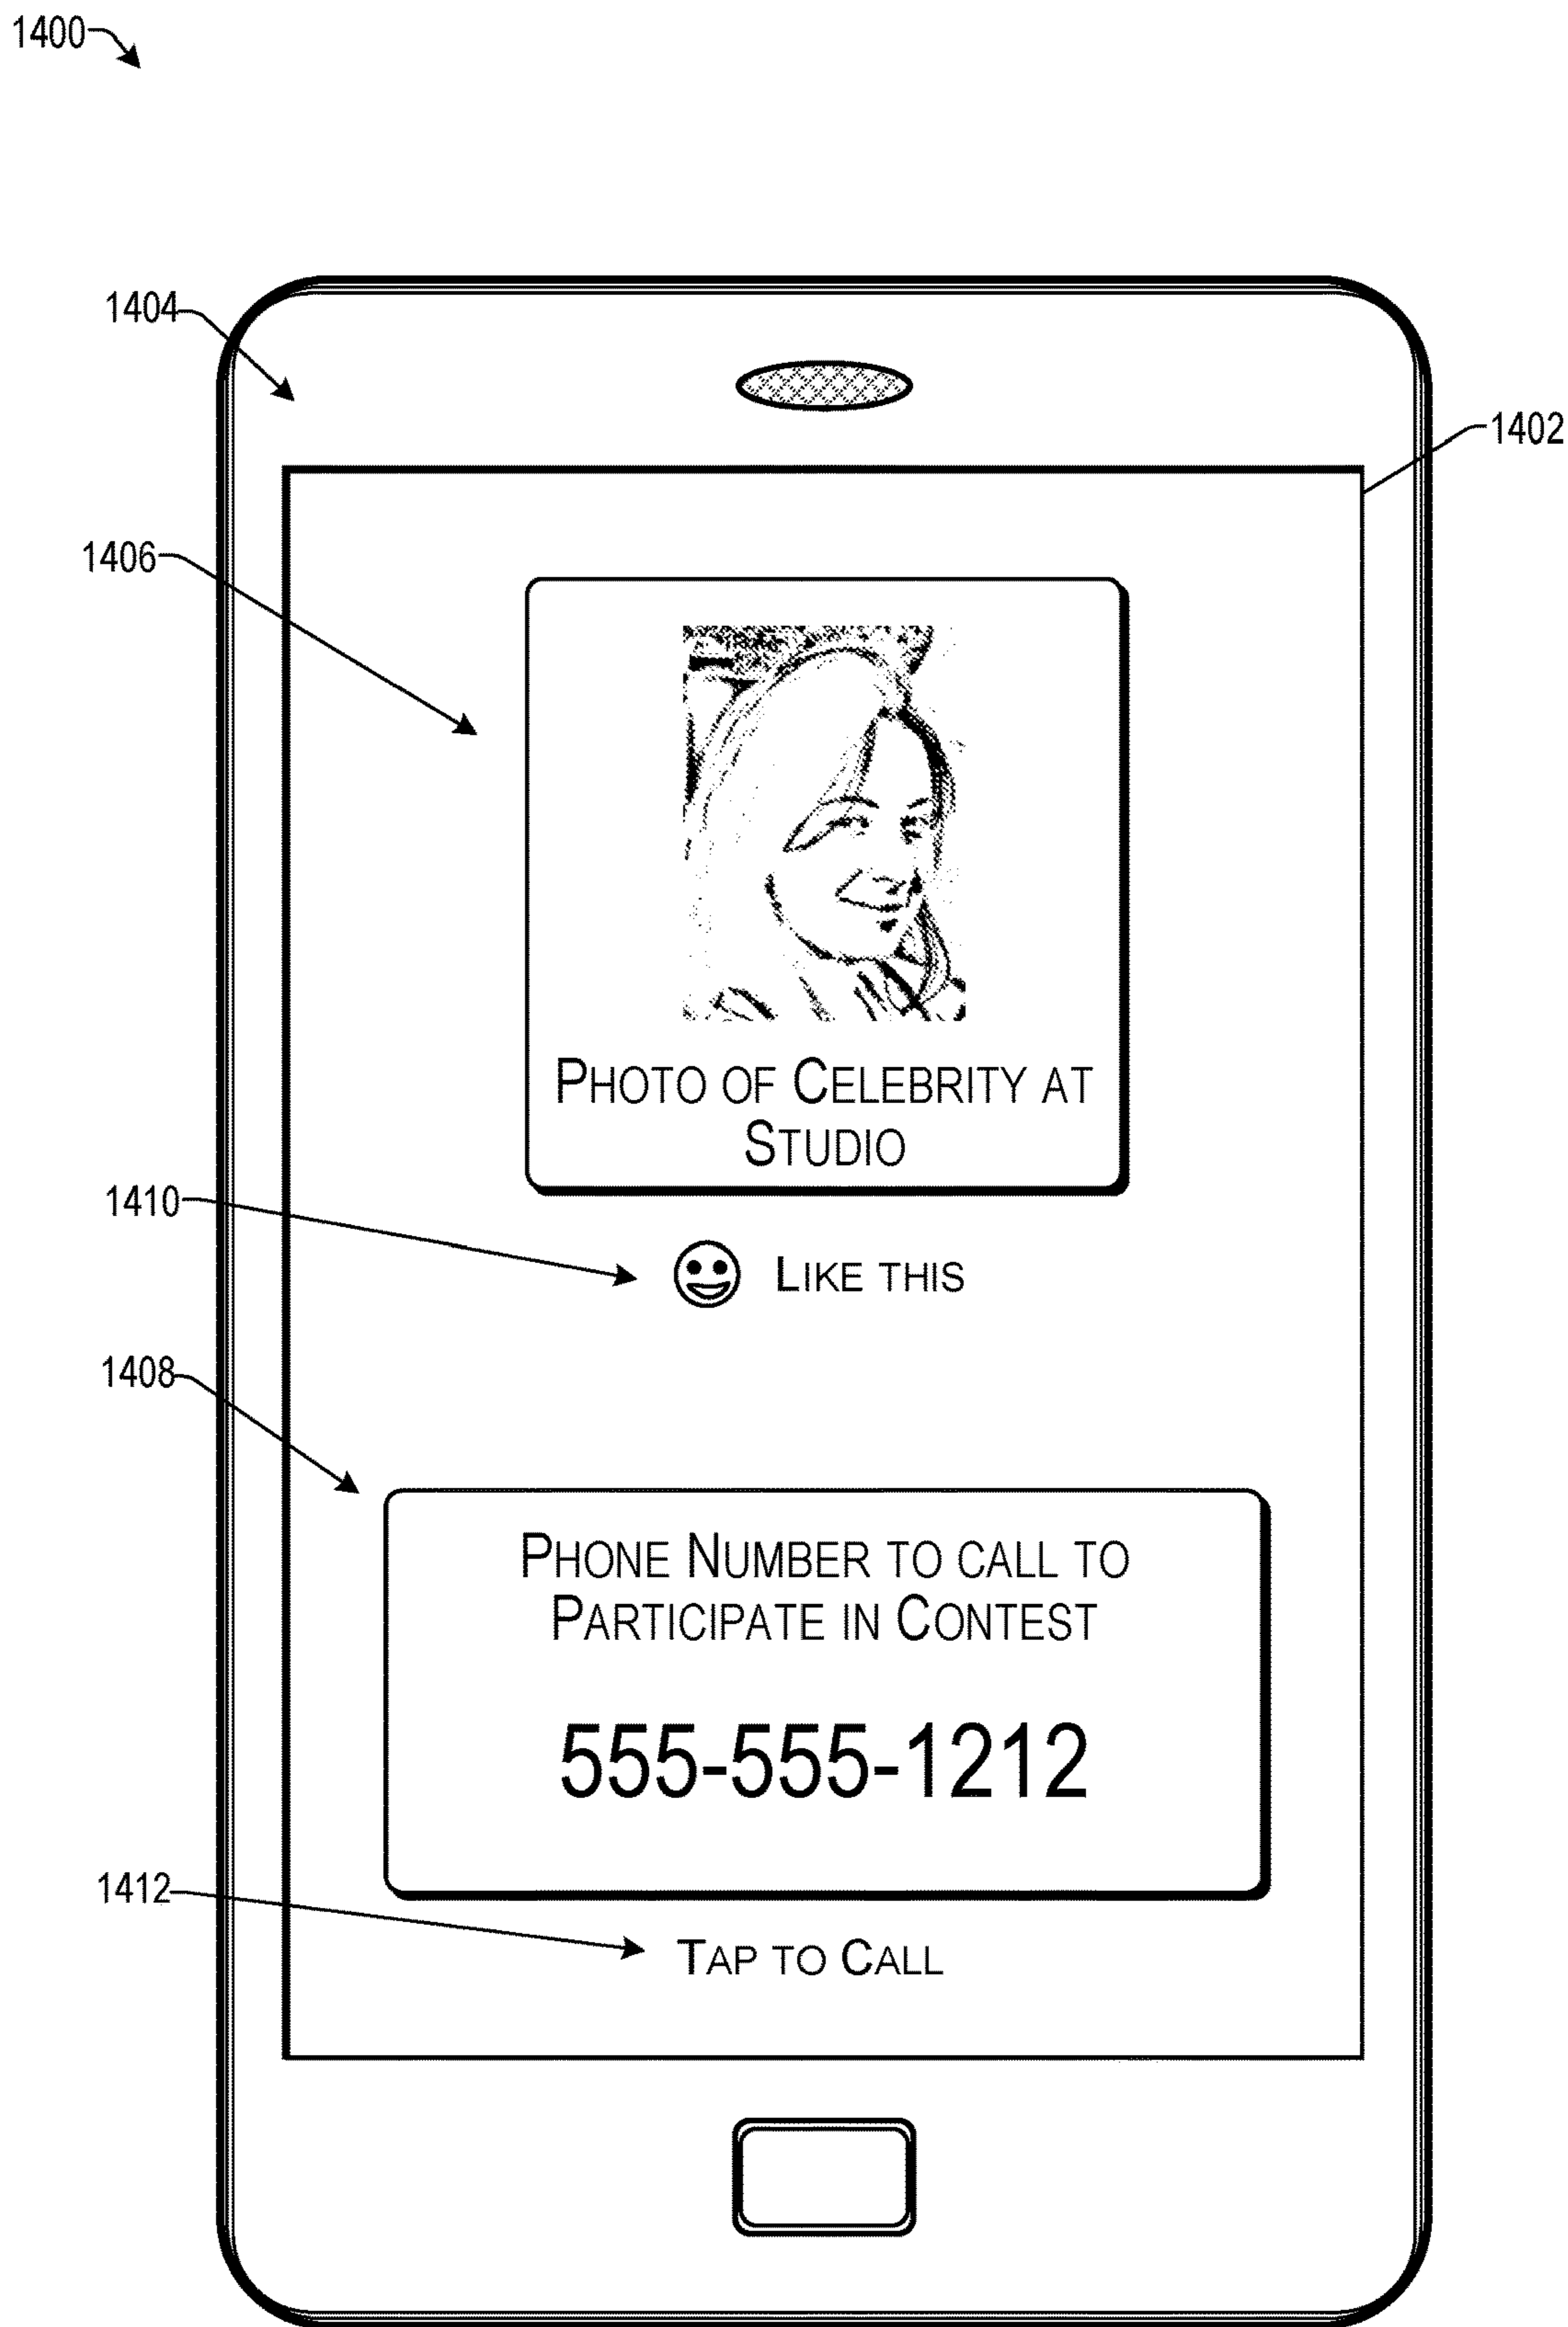 1400
1404
1402
1406
PHOTO OF CELEBRITY AT
STUDIO
1410
LIKE THIS
1408
PHONE NUMBER TO CALL TO
PARTICIPATE IN CONTEST
555-555-1212
1412
TAP TO CALL